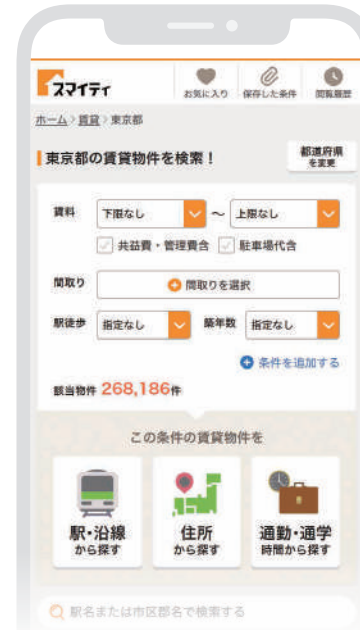 スマイティ
お気に入り 保存した条件 閲覧履歴
ホーム > 賃貸 > 東京都
東京都の賃貸物件を検索！ 都道府県
を変更
賃料 下限なし ～ 上限なし
共益費・管理費含 駐車場代含
間取り 間取りを選択
駅徒歩 指定なし 築年数 指定なし
条件を追加する
該当物件 268,186件
この条件の賃貸物件を
駅・沿線
から探す
住所
から探す
通勤・通学
時間から探す
駅名または市区郡名で検索する